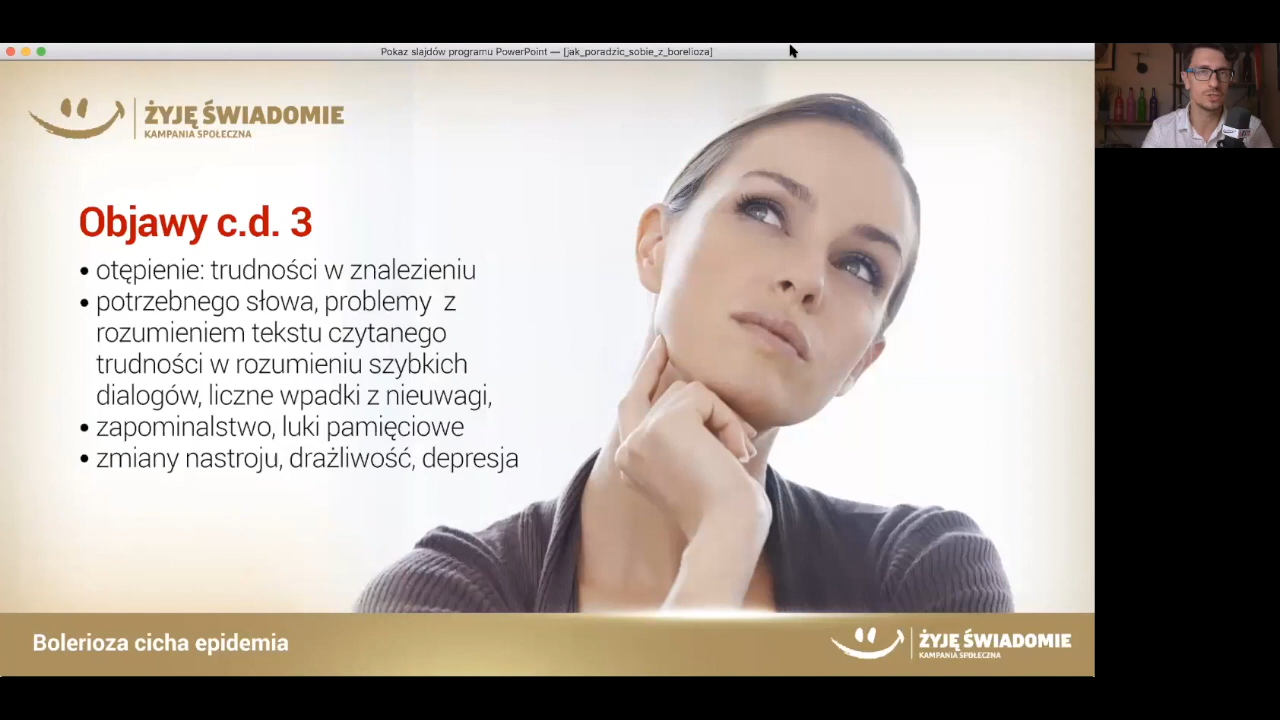 Pokaz slajdów programu PowerPoint — [jak_poradzic_sobie_z_borelioza]
ŻYJĘ ŚWIADOMIE
KAMPANIA SPOŁECZNA
Objawy c.d. 3
• otępienie: trudności w znalezieniu
• potrzebnego słowa, problemy z
rozumieniem tekstu czytanego
trudności w rozumieniu szybkich
dialogów, liczne wpadki z nieuwagi,
• zapominalstwo, luki pamięciowe
• zmiany nastroju, drażliwość, depresja
Bolerioza cicha epidemia
ŻYJĘ ŚWIADOMIE
KAMPANIA SPOŁECZNA